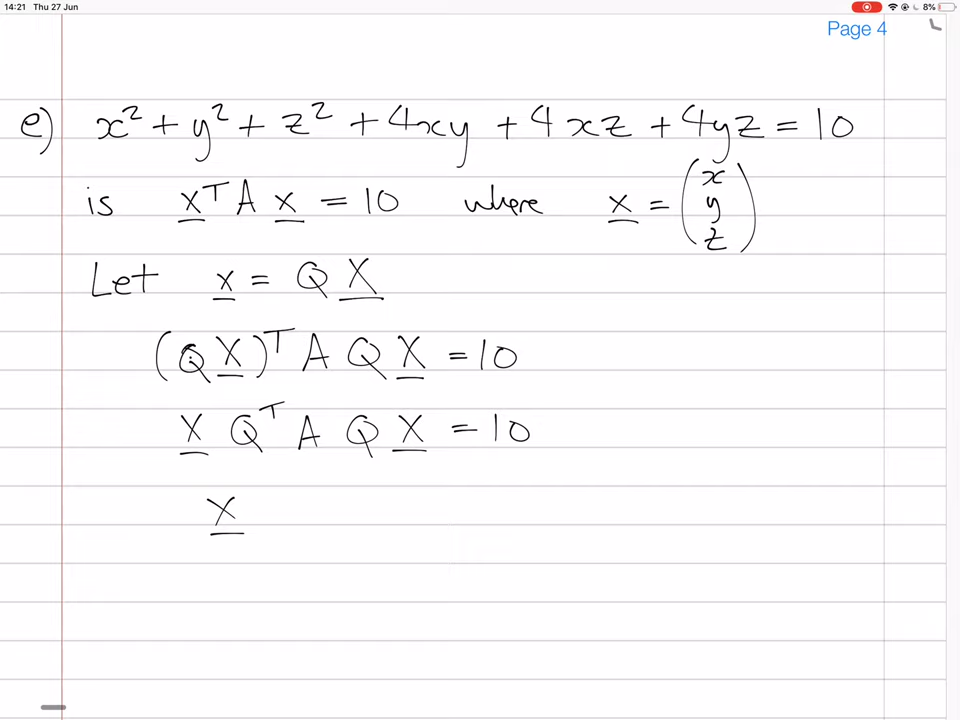 14:21 Thu 27 Jun 8%
Page 4
e) x² + y² + z² + 4xy + 4xz + 4yz = 10
is x̲ᵀ A x̲ = 10 where x̲ = (x y z)
Let x̲ = Q X̲
(Q X̲)ᵀ A Q X̲ = 10
X̲ Qᵀ A Q X̲ = 10
X̲